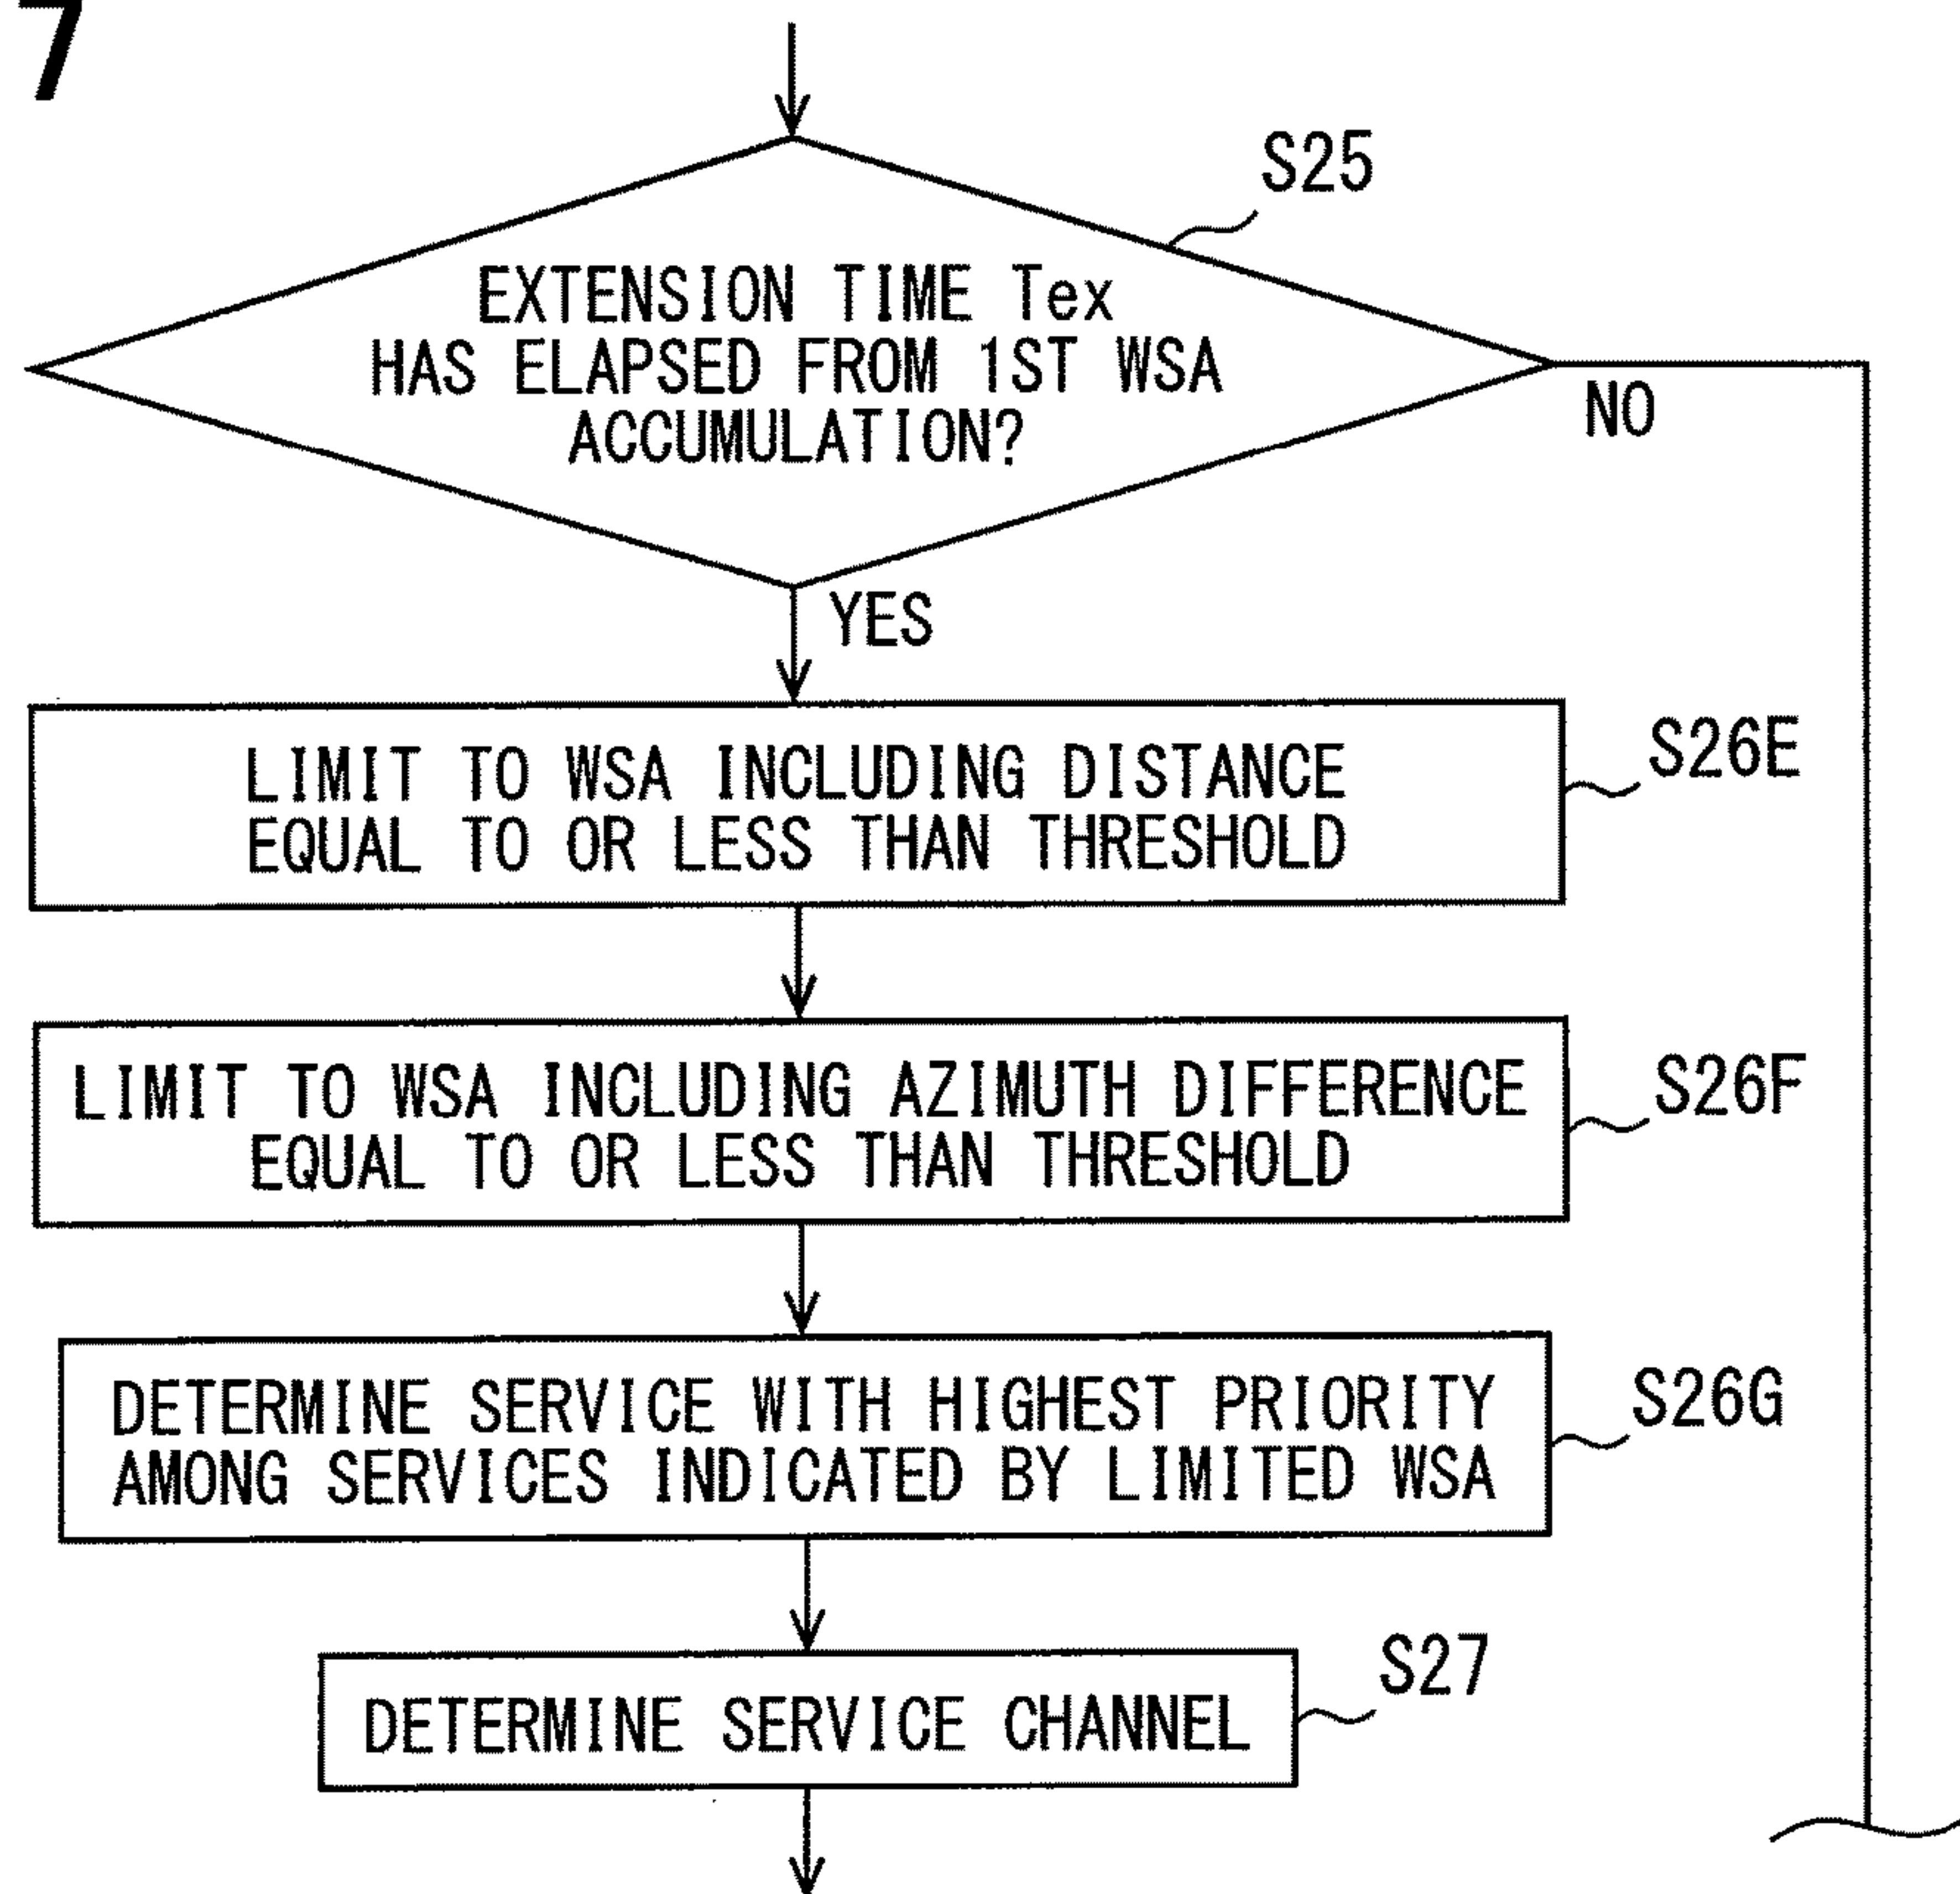 7
S25
EXTENSION TIME Tex
HAS ELAPSED FROM 1ST WSA
ACCUMULATION?
NO
YES
LIMIT TO WSA INCLUDING DISTANCE
EQUAL TO OR LESS THAN THRESHOLD
S26E
LIMIT TO WSA INCLUDING AZIMUTH DIFFERENCE
EQUAL TO OR LESS THAN THRESHOLD
S26F
DETERMINE SERVICE WITH HIGHEST PRIORITY
AMONG SERVICES INDICATED BY LIMITED WSA
S26G
DETERMINE SERVICE CHANNEL
S27